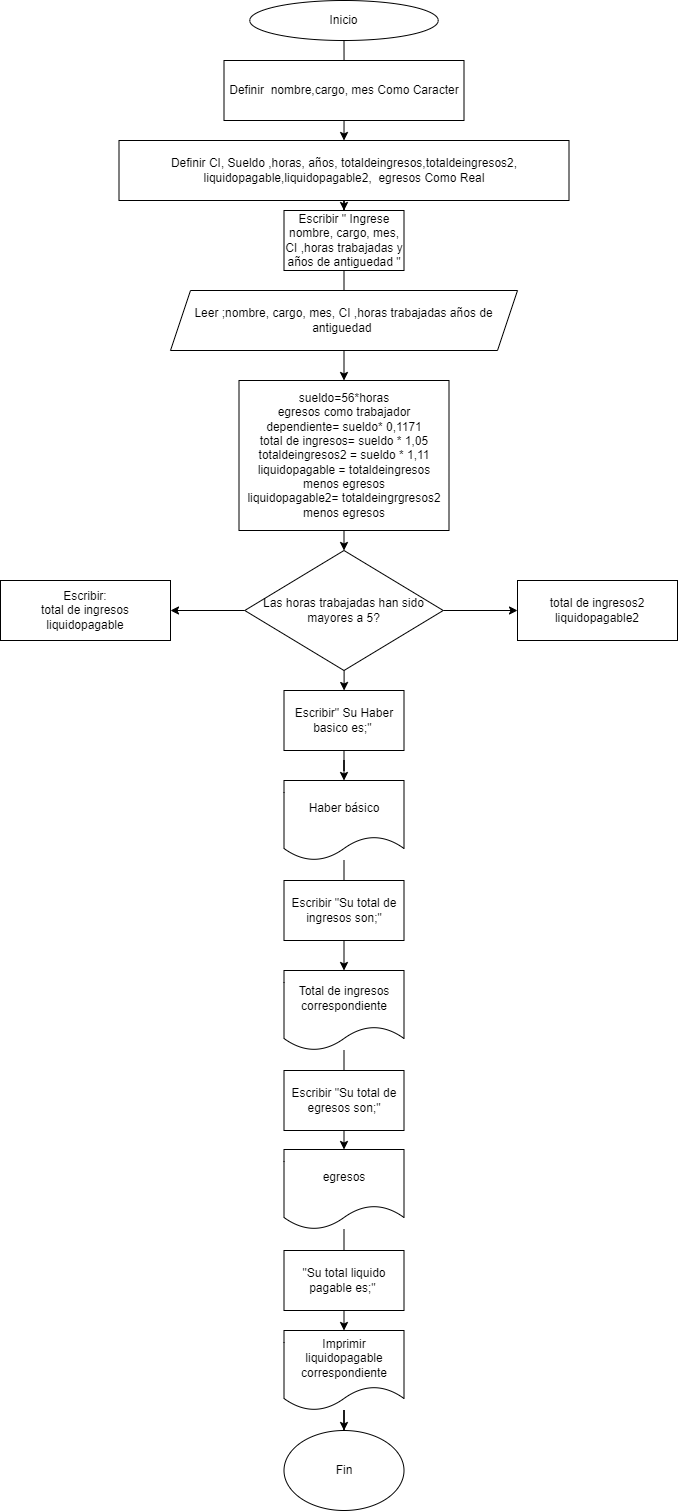 Inicio
Definir  nombre,cargo, mes Como Caracter
Definir CI, Sueldo ,horas, años, totaldeingresos,totaldeingresos2,
liquidopagable,liquidopagable2,  egresos Como Real
Escribir " Ingrese
nombre, cargo, mes,
CI ,horas trabajadas y
años de antiguedad "
Leer ;nombre, cargo, mes, CI ,horas trabajadas años de
antiguedad
sueldo=56*horas
egresos como trabajador
dependiente= sueldo* 0,1171
total de ingresos= sueldo * 1,05
totaldeingresos2 = sueldo * 1,11
liquidopagable = totaldeingresos
menos egresos
liquidopagable2= totaldeingrgresos2
menos egresos
Las horas trabajadas han sido
mayores a 5?
Escribir:
total de ingresos
liquidopagable
total de ingresos2
liquidopagable2
Escribir" Su Haber
basico es;"
Haber básico
Escribir "Su total de
ingresos son;"
Total de ingresos
correspondiente
Escribir "Su total de
egresos son;"
egresos
"Su total liquido
pagable es;"
Imprimir
liquidopagable
correspondiente
Fin